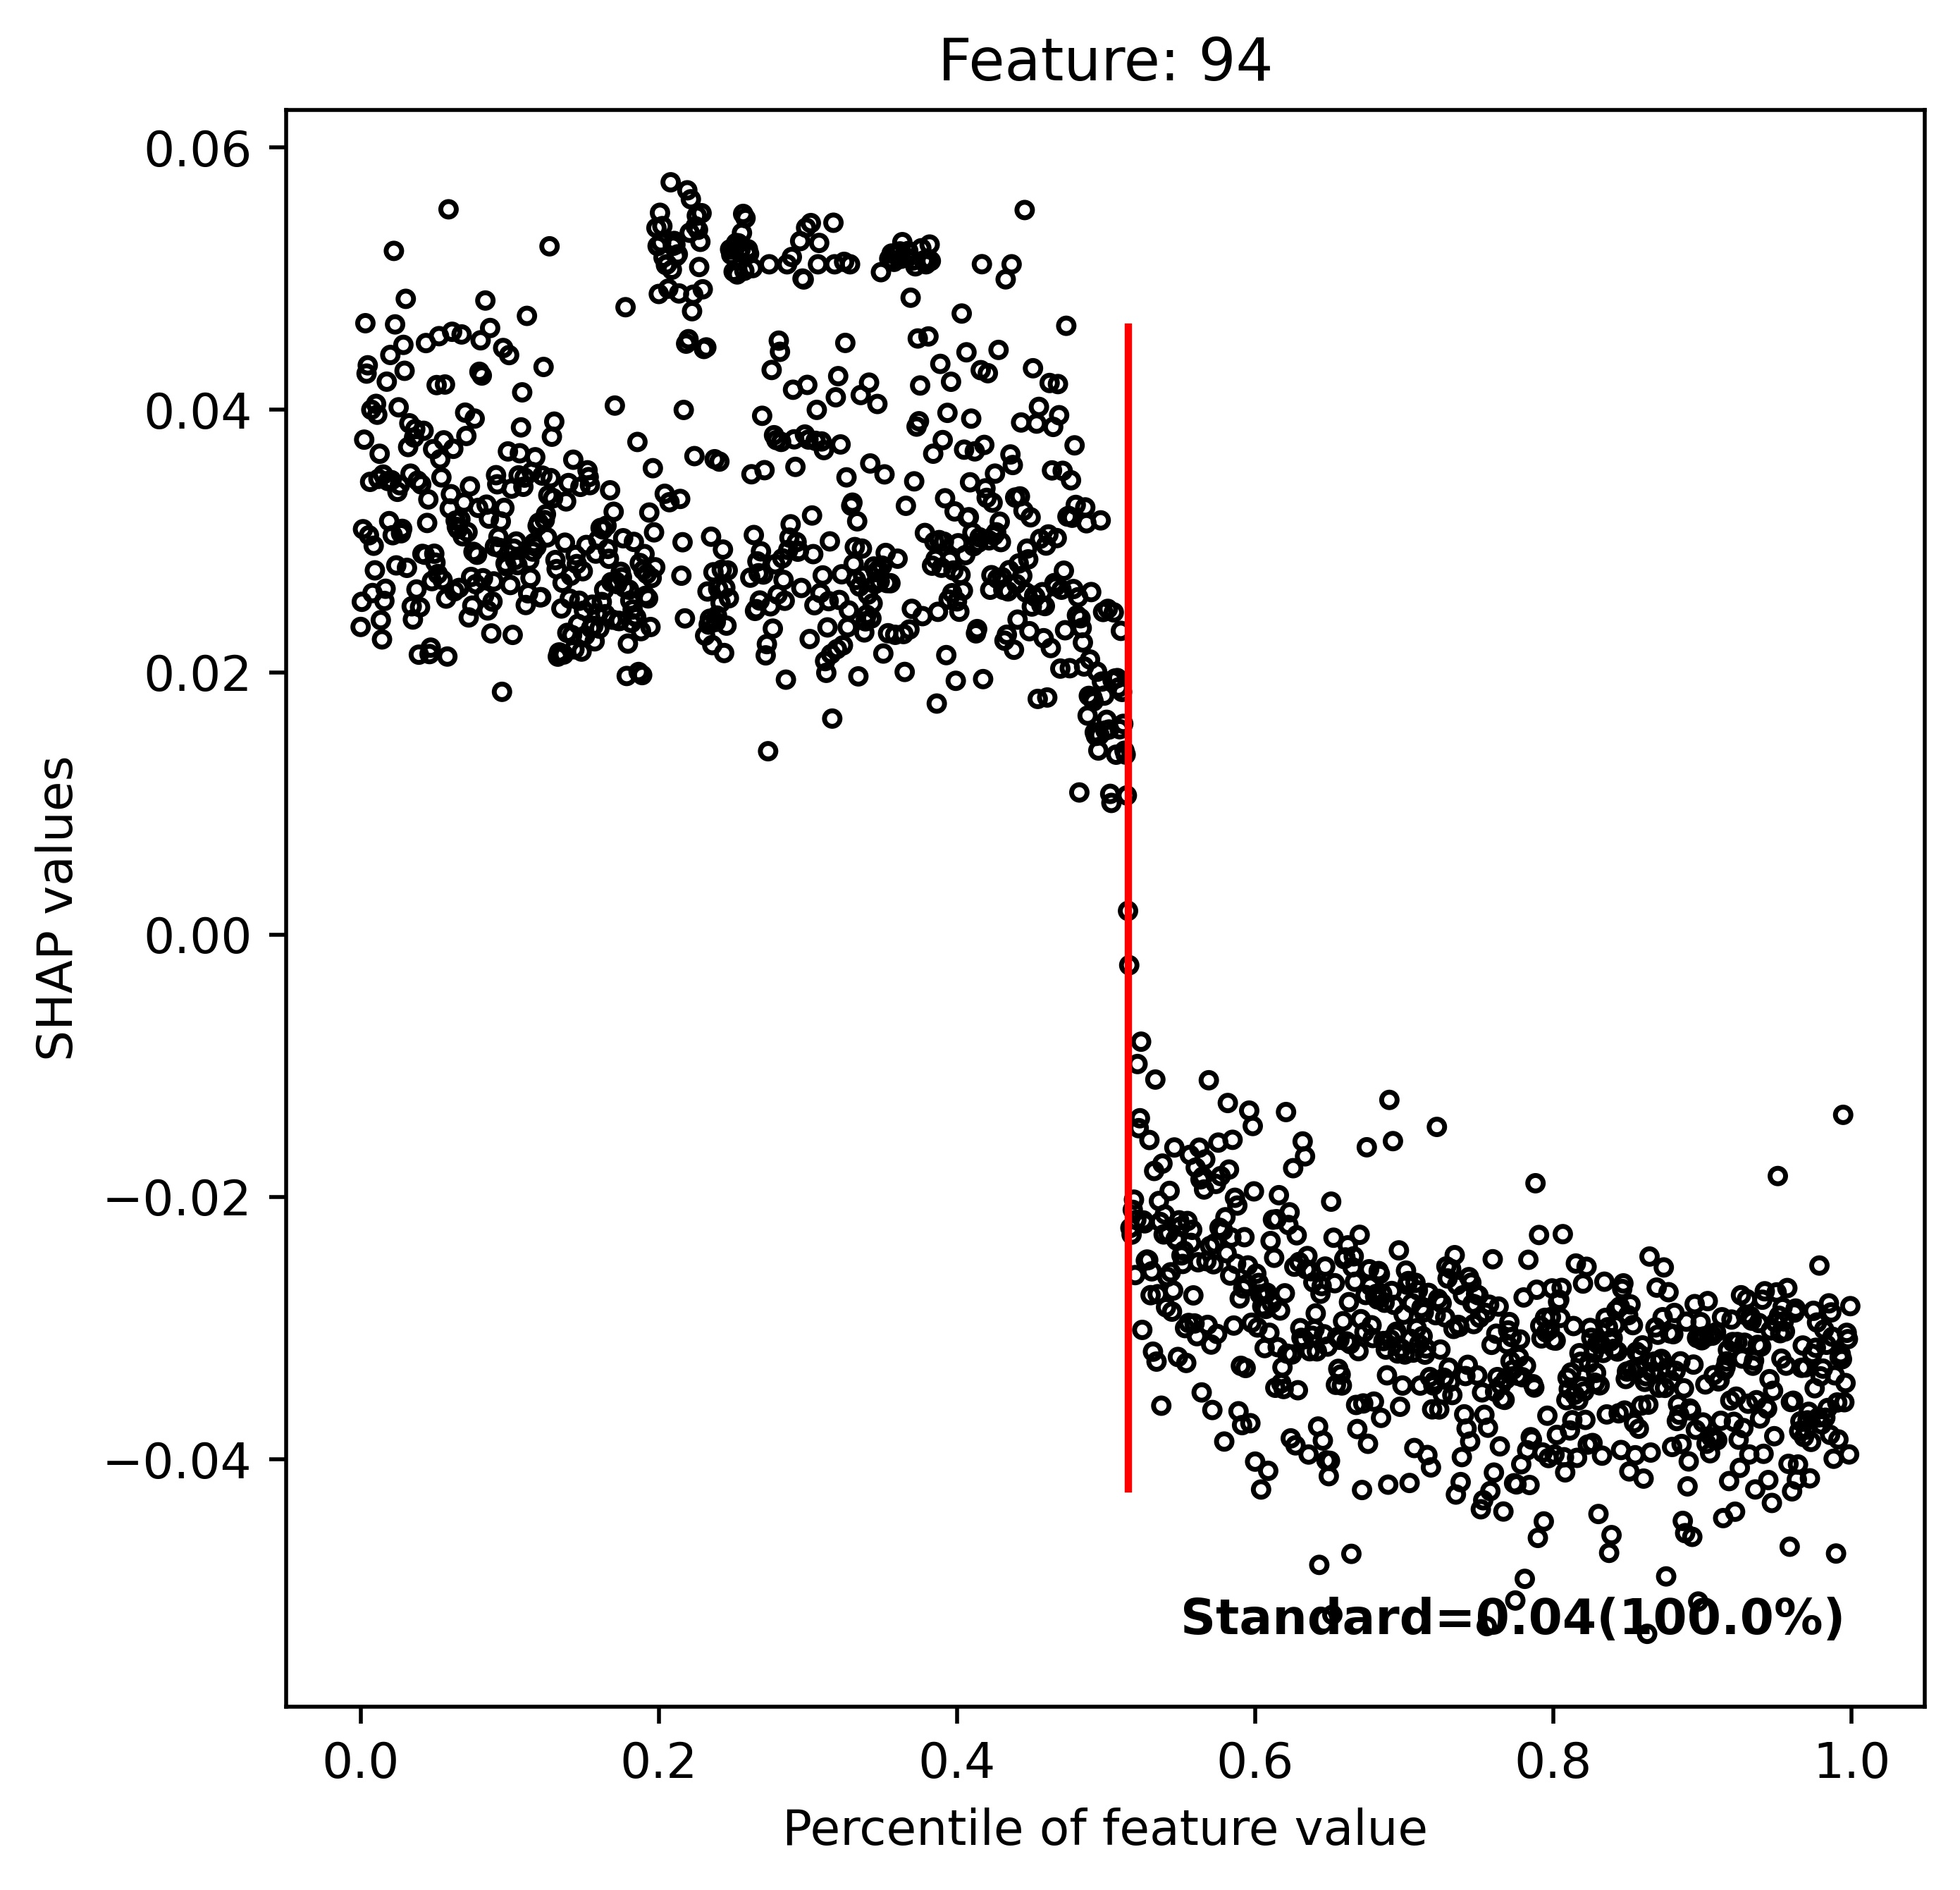 Feature: 94
0.06
0.04
0.02
0.00
−0.02
−0.04
SHAP values
Standard=0.04(100.0%)
0.0 0.2 0.4 0.6 0.8 1.0
Percentile of feature value